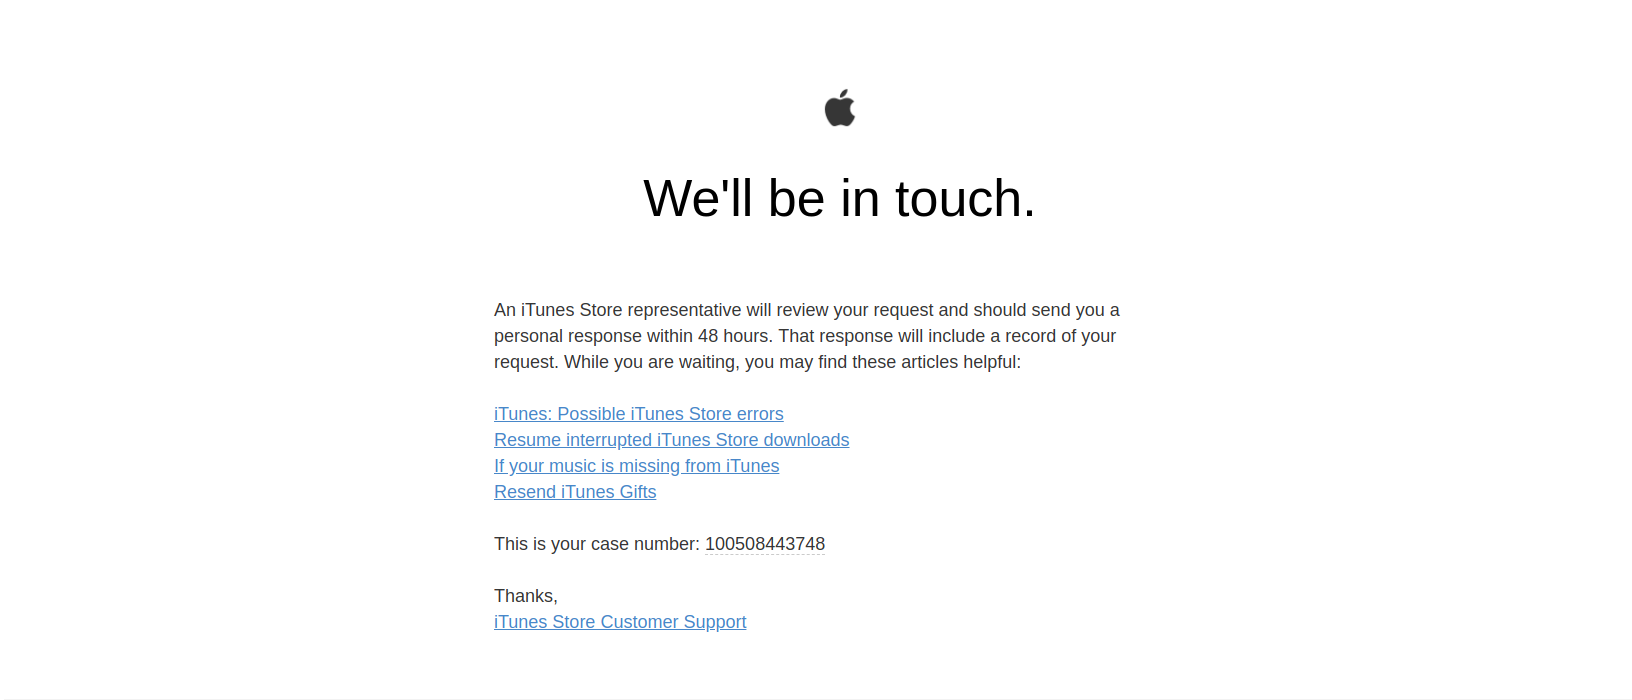 We'll be in touch.
An iTunes Store representative will review your request and should send you a
personal response within 48 hours. That response will include a record of your
request. While you are waiting, you may find these articles helpful:
iTunes: Possible iTunes Store errors
Resume interrupted iTunes Store downloads
If your music is missing from iTunes
Resend iTunes Gifts
This is your case number: 100508443748
Thanks,
iTunes Store Customer Support